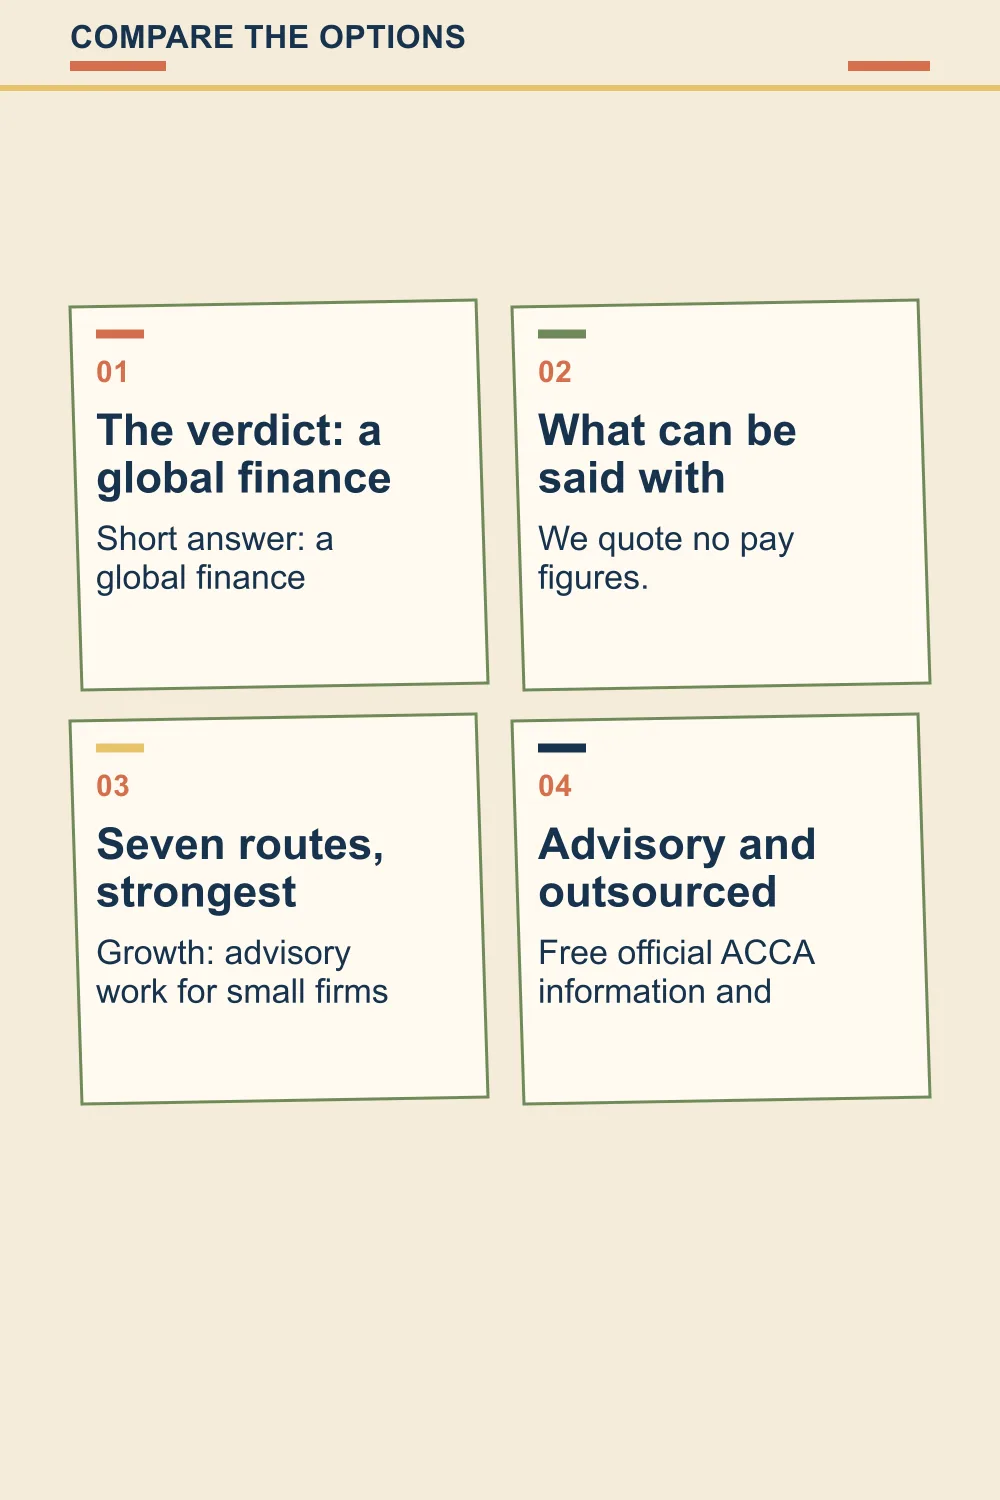 COMPARE THE OPTIONS
01
The verdict: a
global finance
Short answer: a
global finance
02
What can be
said with
We quote no pay
figures.
03
Seven routes,
strongest
Growth: advisory
work for small firms
04
Advisory and
outsourced
Free official ACCA
information and